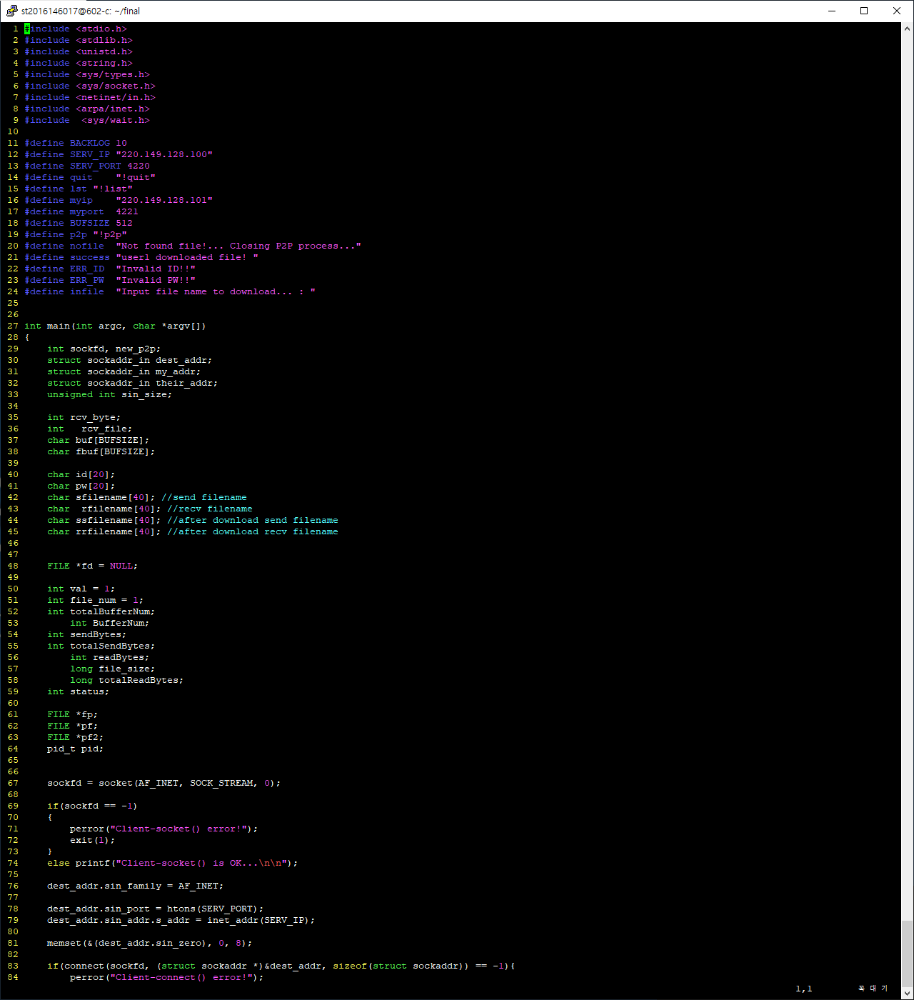 st2016146017@602-c: ~/final
1 #include <stdio.h>
2 #include <stdlib.h>
3 #include <unistd.h>
4 #include <string.h>
5 #include <sys/types.h>
6 #include <sys/socket.h>
7 #include <netinet/in.h>
8 #include <arpa/inet.h>
9 #include  <sys/wait.h>
10
11 #define BACKLOG 10
12 #define SERV_IP "220.149.128.100"
13 #define SERV_PORT 4220
14 #define quit    "!quit"
15 #define lst "!list"
16 #define myip    "220.149.128.101"
17 #define myport  4221
18 #define BUFSIZE 512
19 #define p2p "!p2p"
20 #define nofile  "Not found file!... Closing P2P process..."
21 #define success "user1 downloaded file! "
22 #define ERR_ID  "Invalid ID!!"
23 #define ERR_PW  "Invalid PW!!"
24 #define infile  "Input file name to download... : "
25
26
27 int main(int argc, char *argv[])
28 {
29     int sockfd, new_p2p;
30     struct sockaddr_in dest_addr;
31     struct sockaddr_in my_addr;
32     struct sockaddr_in their_addr;
33     unsigned int sin_size;
34
35     int rcv_byte;
36     int   rcv_file;
37     char buf[BUFSIZE];
38     char fbuf[BUFSIZE];
39
40     char id[20];
41     char pw[20];
42     char sfilename[40]; //send filename
43     char  rfilename[40]; //recv filename
44     char ssfilename[40]; //after download send filename
45     char rrfilename[40]; //after download recv filename
46
47
48     FILE *fd = NULL;
49
50     int val = 1;
51     int file_num = 1;
52     int totalBufferNum;
53         int BufferNum;
54     int sendBytes;
55     int totalSendBytes;
56         int readBytes;
57         long file_size;
58         long totalReadBytes;
59     int status;
60
61     FILE *fp;
62     FILE *pf;
63     FILE *pf2;
64     pid_t pid;
65
66
67     sockfd = socket(AF_INET, SOCK_STREAM, 0);
68
69     if(sockfd == -1)
70     {
71         perror("Client-socket() error!");
72         exit(1);
73     }
74     else printf("Client-socket() is OK...\n\n");
75
76     dest_addr.sin_family = AF_INET;
77
78     dest_addr.sin_port = htons(SERV_PORT);
79     dest_addr.sin_addr.s_addr = inet_addr(SERV_IP);
80
81     memset(&(dest_addr.sin_zero), 0, 8);
82
83     if(connect(sockfd, (struct sockaddr *)&dest_addr, sizeof(struct sockaddr)) == -1){
84         perror("Client-connect() error!");
1,1 꼭대기